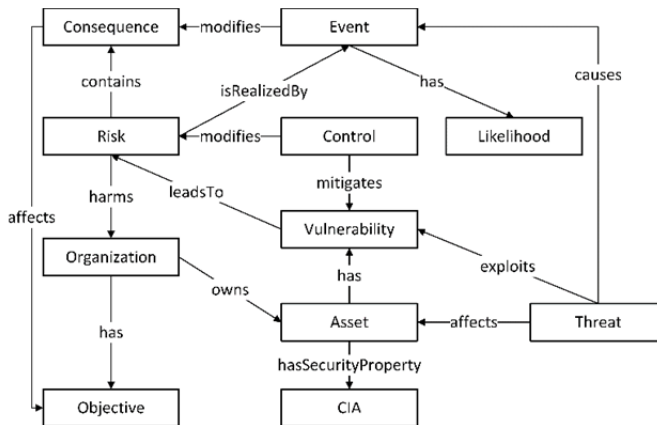 Consequence
modifies
Event
contains
isRealizedBy
has
causes
Risk
modifies
Control
Likelihood
harms
leadsTo
mitigates
affects
Vulnerability
Organization
exploits
owns
has
has
Asset
affects
Threat
hasSecurityProperty
Objective
CIA